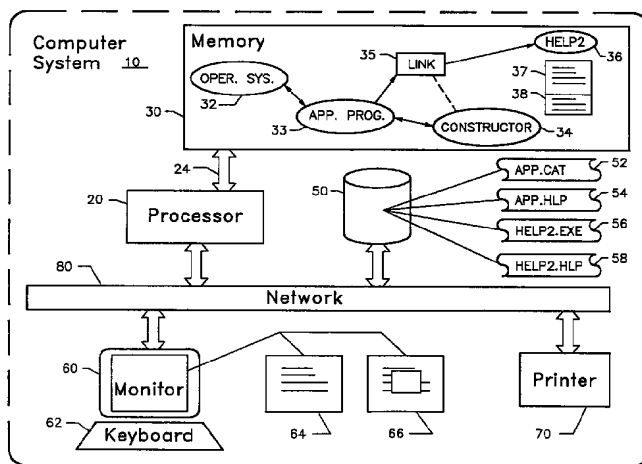 Computer
System 10
Memory
OPER. SYS.
32
APP. PROG.
33
35
LINK
HELP2
36
37
38
CONSTRUCTOR
34
30
24
20
Processor
50
APP.CAT
52
APP.HLP
54
HELP2.EXE
56
HELP2.HLP
58
80
Network
60
Monitor
62
Keyboard
64
66
Printer
70